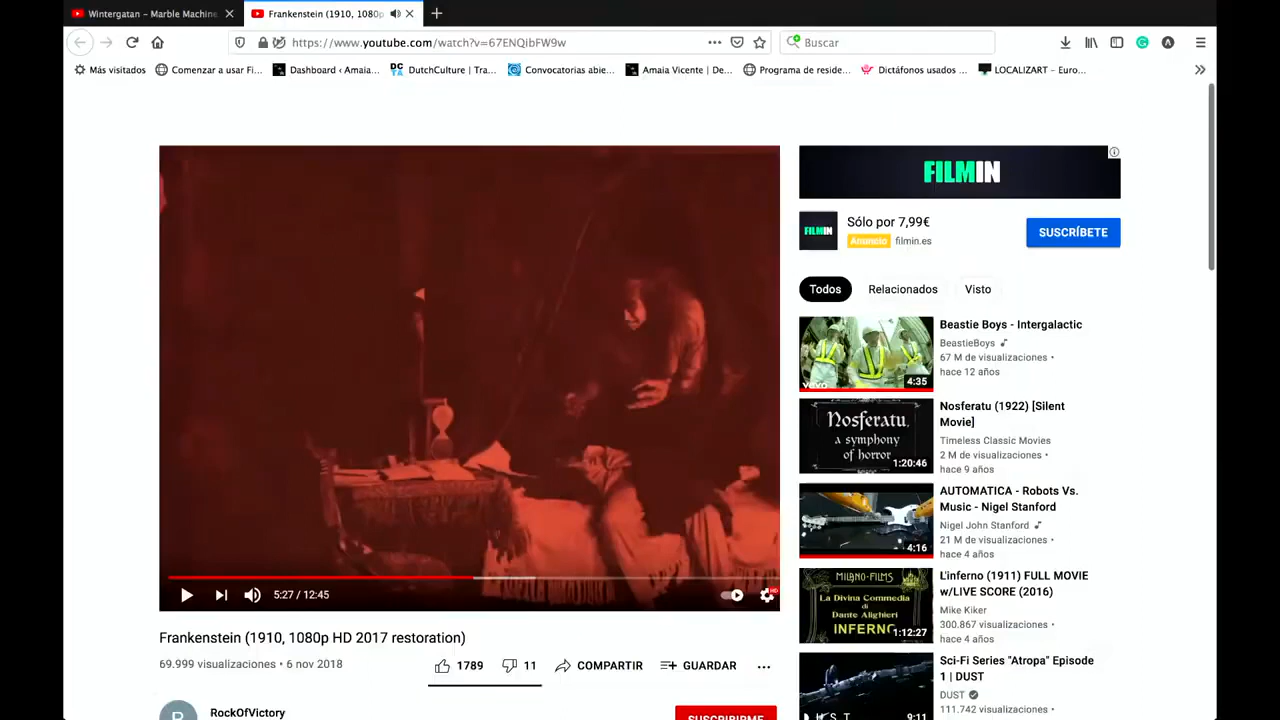 Wintergatan - Marble Machine
Frankenstein (1910, 1080p
https://www.youtube.com/watch?v=67ENQibFW9w
Buscar
Más visitados
Comenzar a usar Fi...
Dashboard ‹ Amaia...
DC
TA
DutchCulture | Tra...
Convocatorias abie...
Amaia Vicente | De...
Programa de reside...
Dictáfonos usados ...
LOCALIZART – Euro...
FILMIN
FILMIN
Sólo por 7,99€
Anuncio filmin.es
SUSCRÍBETE
Todos
Relacionados
Visto
Beastie Boys - Intergalactic
BeastieBoys
67 M de visualizaciones •
hace 12 años
vevo
4:35
Nosferatu (1922) [Silent
Movie]
Timeless Classic Movies
2 M de visualizaciones •
hace 9 años
Nosferatu,
a symphony
of horror
1:20:46
AUTOMATICA - Robots Vs.
Music - Nigel Stanford
Nigel John Stanford
21 M de visualizaciones •
hace 4 años
4:16
L'inferno (1911) FULL MOVIE
w/LIVE SCORE (2016)
Mike Kiker
300.867 visualizaciones •
hace 4 años
MILANO-FILMS
La Divina Commedia
di
Dante Alighieri
INFERNO
1:12:27
Sci-Fi Series "Atropa" Episode
1 | DUST
DUST
111.742 visualizaciones •
DUST
9:11
5:27 / 12:45
HD
Frankenstein (1910, 1080p HD 2017 restoration)
69.999 visualizaciones • 6 nov 2018
1789
11
COMPARTIR
GUARDAR
R
RockOfVictory
SUSCRIBIRME